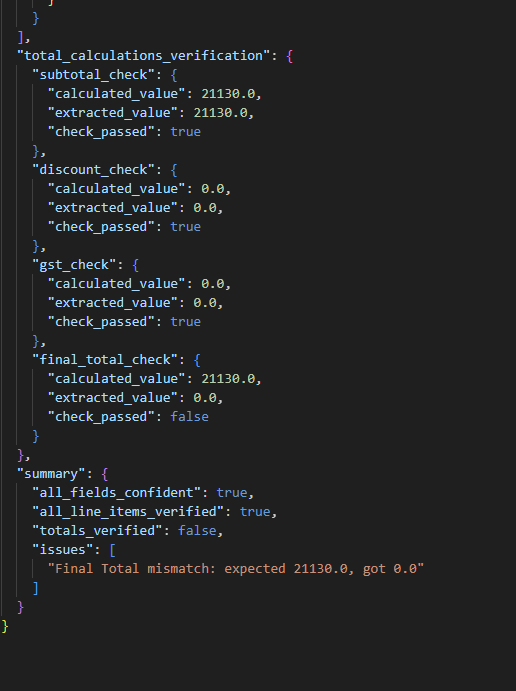 }
}
],
"total_calculations_verification": {
"subtotal_check": {
"calculated_value": 21130.0,
"extracted_value": 21130.0,
"check_passed": true
},
"discount_check": {
"calculated_value": 0.0,
"extracted_value": 0.0,
"check_passed": true
},
"gst_check": {
"calculated_value": 0.0,
"extracted_value": 0.0,
"check_passed": true
},
"final_total_check": {
"calculated_value": 21130.0,
"extracted_value": 0.0,
"check_passed": false
}
},
"summary": {
"all_fields_confident": true,
"all_line_items_verified": true,
"totals_verified": false,
"issues": [
"Final Total mismatch: expected 21130.0, got 0.0"
]
}
}